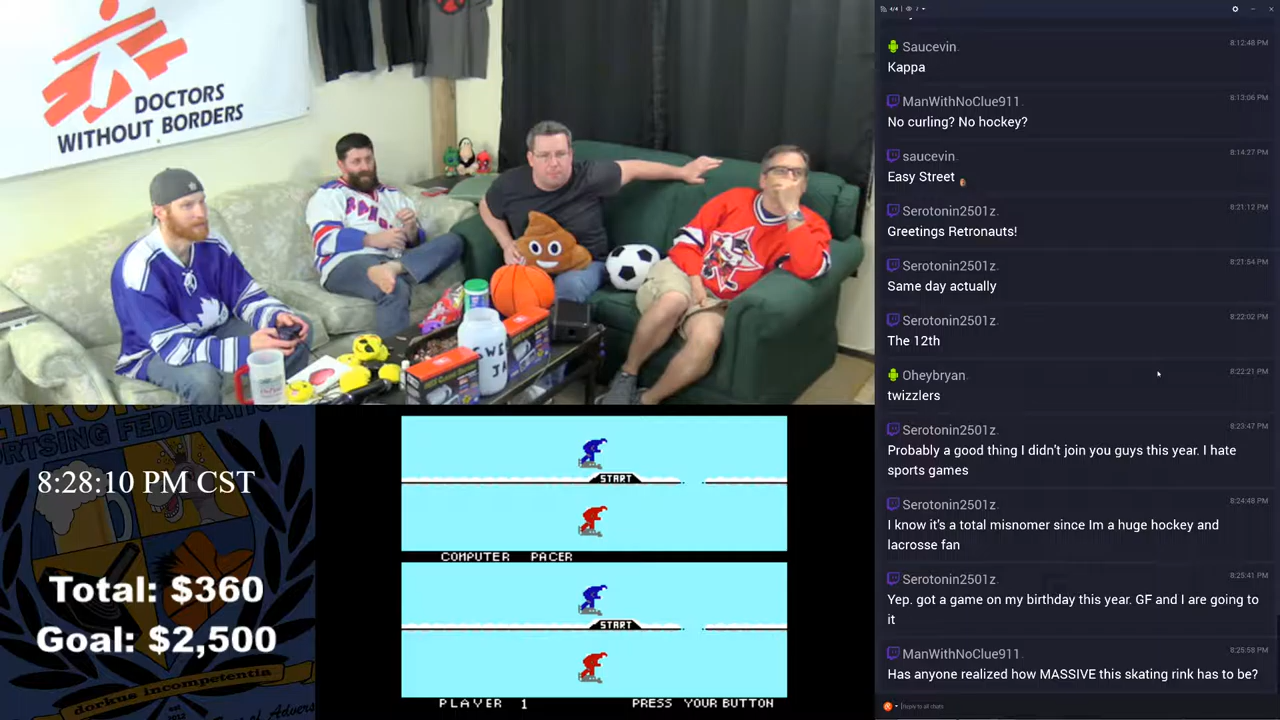 DOCTORS
WITHOUT BORDERS
SPORTSING FEDERATION
8:28:10 PM CST
Total: $360
Goal: $2,500
dorkus incompetentia
START
COMPUTER PACER
START
PLAYER 1 PRESS YOUR BUTTON
4/4
Saucevin. 8:12:48 PM
Kappa
ManWithNoClue911. 8:13:06 PM
No curling? No hockey?
saucevin. 8:14:27 PM
Easy Street
Serotonin2501z. 8:21:12 PM
Greetings Retronauts!
Serotonin2501z. 8:21:54 PM
Same day actually
Serotonin2501z. 8:22:02 PM
The 12th
Oheybryan. 8:22:21 PM
twizzlers
Serotonin2501z. 8:23:47 PM
Probably a good thing I didn't join you guys this year. I hate
sports games
Serotonin2501z. 8:24:48 PM
I know it's a total misnomer since Im a huge hockey and
lacrosse fan
Serotonin2501z. 8:25:41 PM
Yep. got a game on my birthday this year. GF and I are going to
it
ManWithNoClue911. 8:25:58 PM
Has anyone realized how MASSIVE this skating rink has to be?